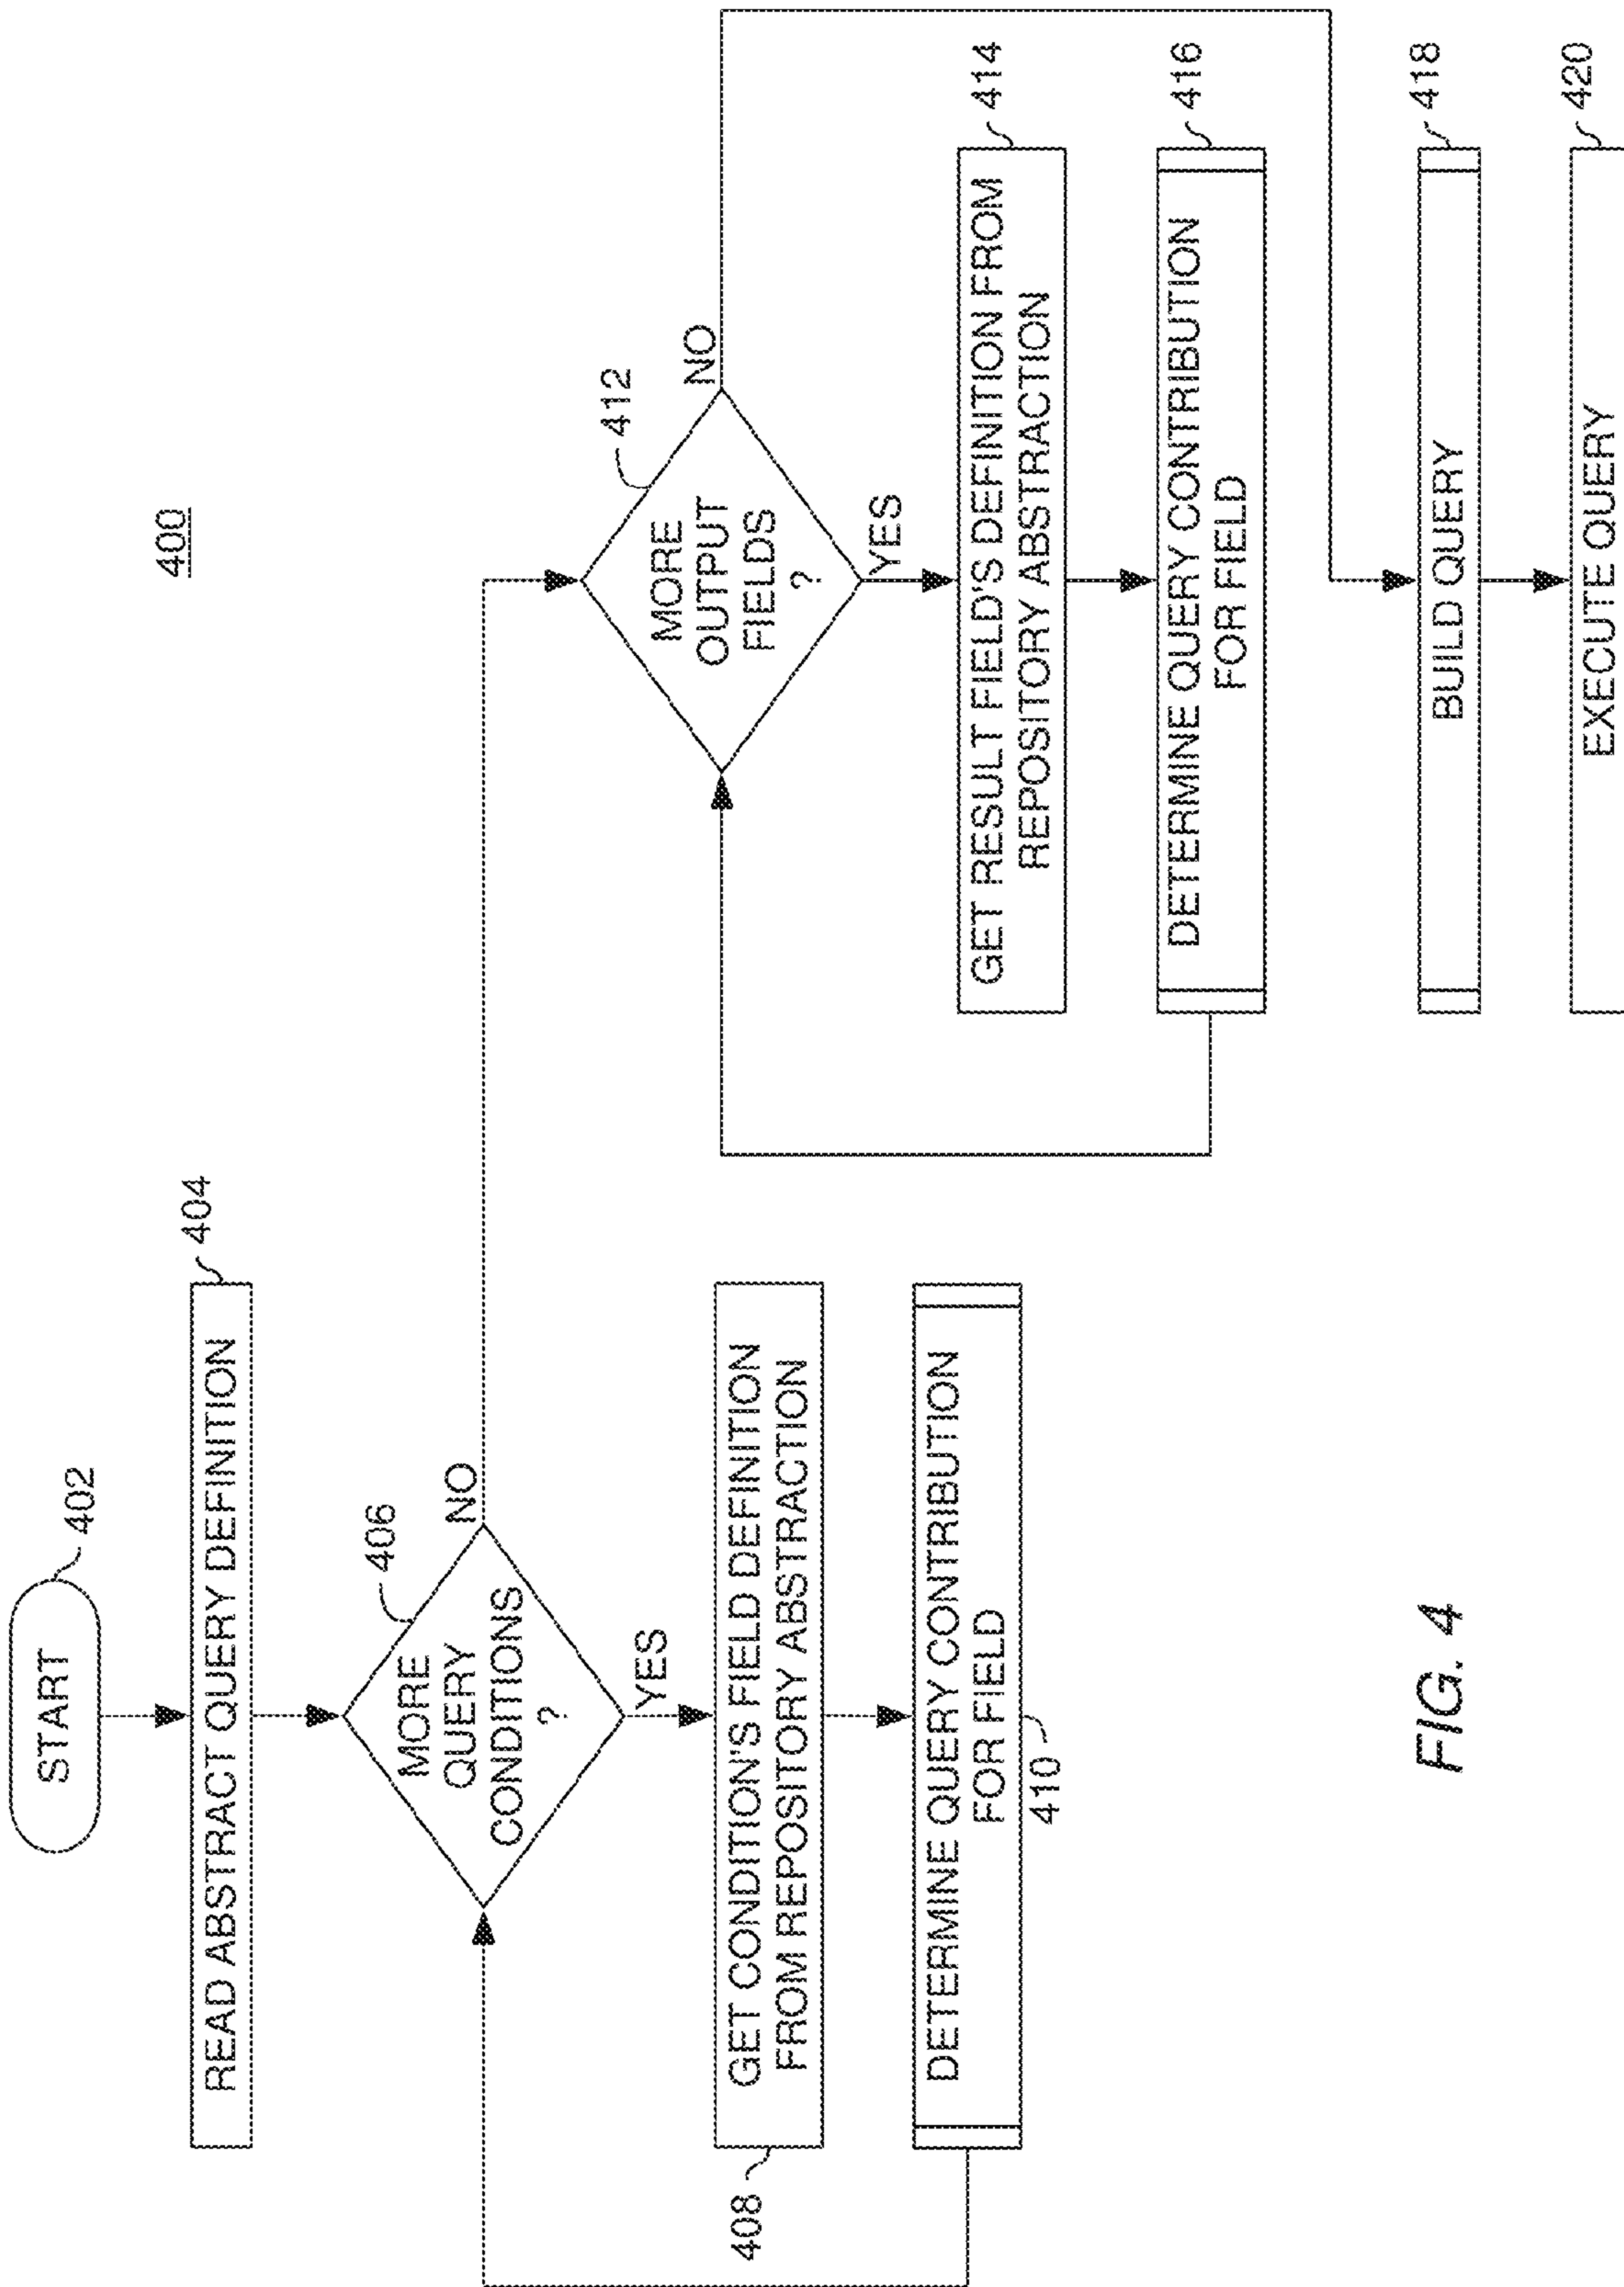 400
START
402
READ ABSTRACT QUERY DEFINITION
404
MORE
QUERY
CONDITIONS
?
406
NO
YES
GET CONDITION'S FIELD DEFINITION
FROM REPOSITORY ABSTRACTION
408
DETERMINE QUERY CONTRIBUTION
FOR FIELD
410
MORE
OUTPUT
FIELDS
?
412
NO
YES
GET RESULT FIELD'S DEFINITION FROM
REPOSITORY ABSTRACTION
414
DETERMINE QUERY CONTRIBUTION
FOR FIELD
416
BUILD QUERY
418
EXECUTE QUERY
420
FIG. 4